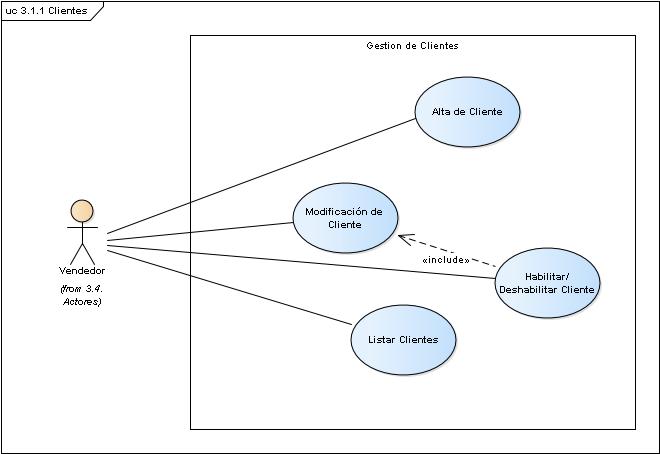 uc 3.1.1 Clientes
Gestion de Clientes
Alta de Cliente
Modificación de
Cliente
«include»
Habilitar/
Deshabilitar Cliente
Listar Clientes
Vendedor
(from 3.4.
Actores)